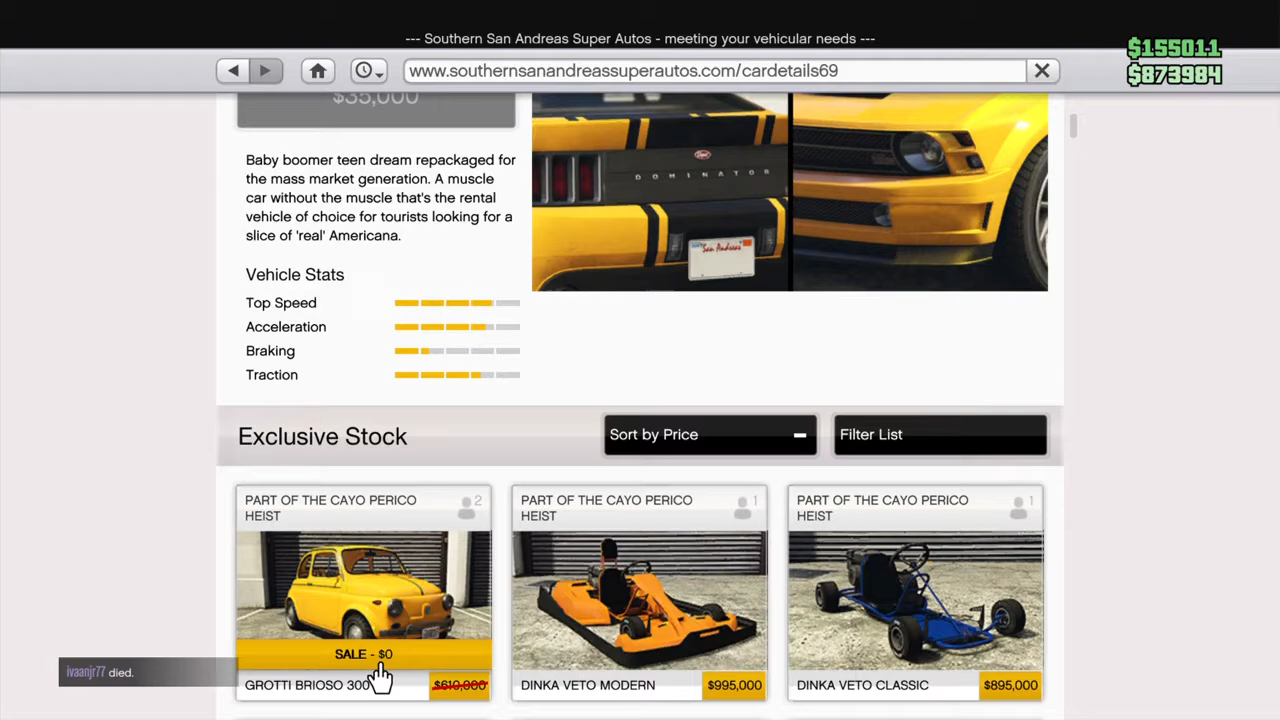 --- Southern San Andreas Super Autos - meeting your vehicular needs ---
$155011
$873984
www.southernsanandreassuperautos.com/cardetails69
$35,000
Baby boomer teen dream repackaged for
the mass market generation. A muscle
car without the muscle that's the rental
vehicle of choice for tourists looking for a
slice of 'real' Americana.
DOMINATOR
San Andreas
Vehicle Stats
Top Speed
Acceleration
Braking
Traction
Exclusive Stock
Sort by Price
Filter List
PART OF THE CAYO PERICO
HEIST
2
PART OF THE CAYO PERICO
HEIST
1
PART OF THE CAYO PERICO
HEIST
1
SALE - $0
GROTTI BRIOSO 300
$610,000
DINKA VETO MODERN
$995,000
DINKA VETO CLASSIC
$895,000
ivaanjr77 died.